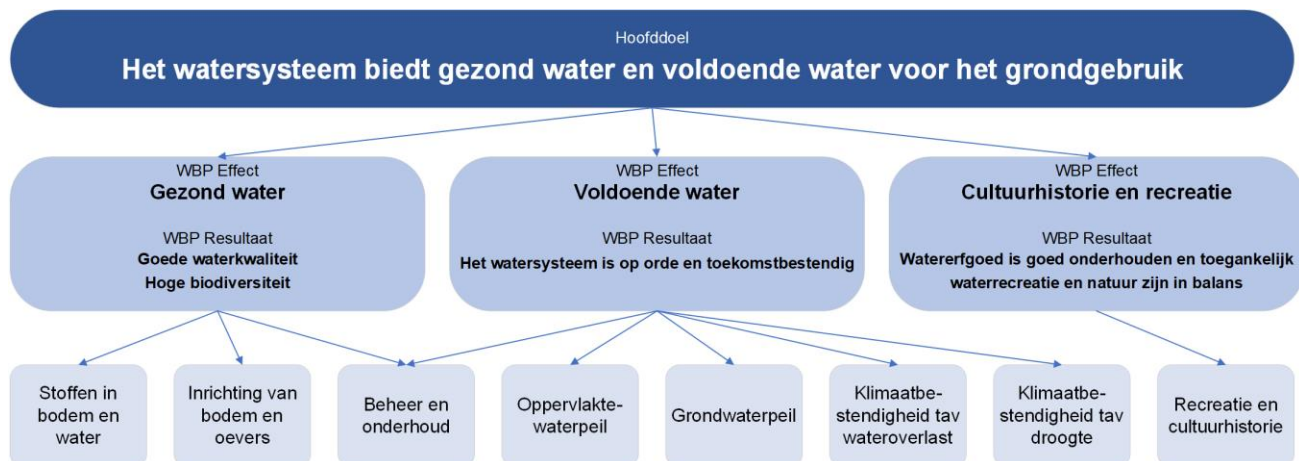 Hoofddoel
Het watersysteem biedt gezond water en voldoende water voor het grondgebruik
WBP Effect
Gezond water
WBP Resultaat
Goede waterkwaliteit
Hoge biodiversiteit
WBP Effect
Voldoende water
WBP Resultaat
Het watersysteem is op orde en toekomstbestendig
WBP Effect
Cultuurhistorie en recreatie
WBP Resultaat
Watererfgoed is goed onderhouden en toegankelijk
waterrecreatie en natuur zijn in balans
Stoffen in
bodem en
water
Inrichting van
bodem en
oevers
Beheer en
onderhoud
Oppervlakte-
waterpeil
Grondwaterpeil
Klimaatbe-
stendigheid tav
wateroverlast
Klimaatbe-
stendigheid tav
droogte
Recreatie en
cultuurhistorie